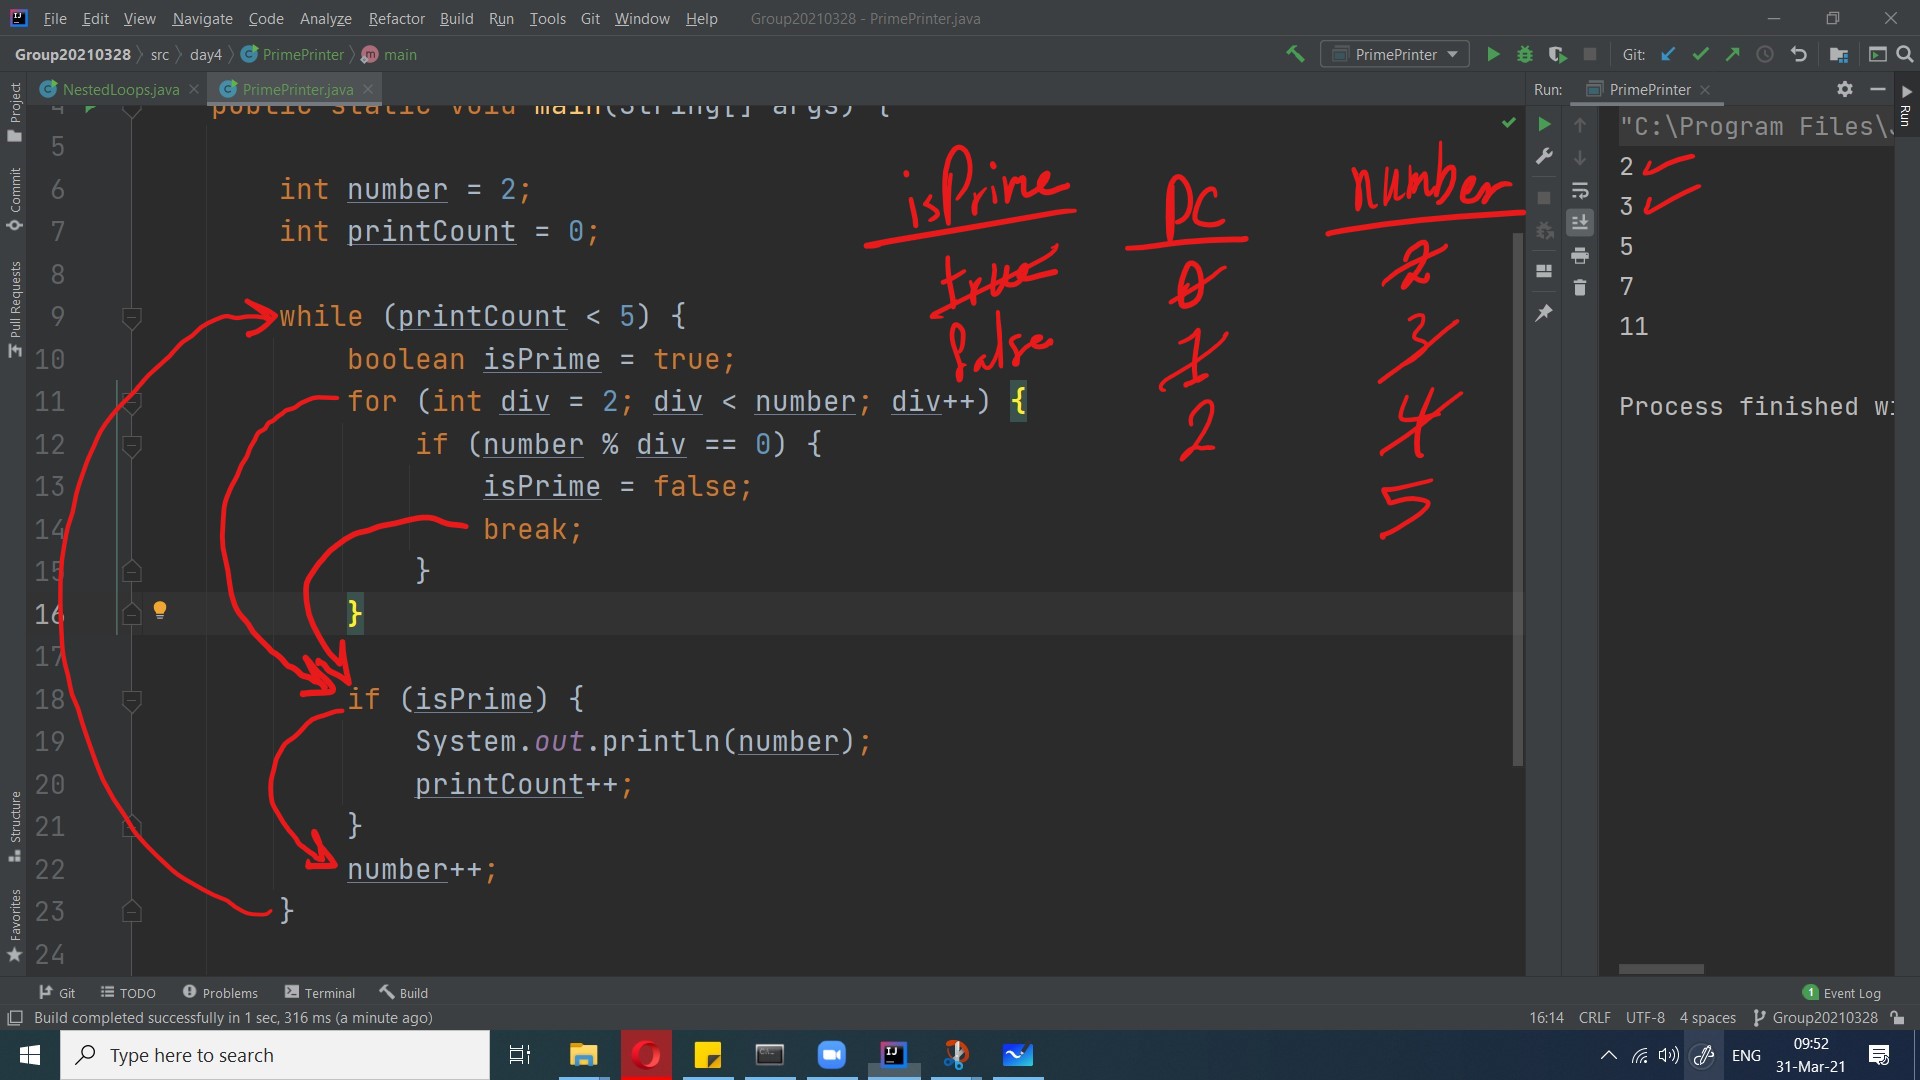 File Edit View Navigate Code Analyze Refactor Build Run Tools Git Window Help Group20210328 - PrimePrinter.java
Group20210328 src day4 PrimePrinter main PrimePrinter Git:
NestedLoops.java PrimePrinter.java Run: PrimePrinter
4 public static void main(String[] args) {
5
6 int number = 2;
7 int printCount = 0;
8
9 while (printCount < 5) {
10 boolean isPrime = true;
11 for (int div = 2; div < number; div++) {
12 if (number % div == 0) {
13 isPrime = false;
14 break;
15 }
16 }
17
18 if (isPrime) {
19 System.out.println(number);
20 printCount++;
21 }
22 number++;
23 }
24
isPrime PC number
true 0 2
false 1 3
2 4
5
"C:\Program Files\
2
3
5
7
11
Process finished wi
Project
Commit
Pull Requests
Structure
Favorites
Run
Git TODO Problems Terminal Build 1 Event Log
Build completed successfully in 1 sec, 316 ms (a minute ago) 16:14 CRLF UTF-8 4 spaces Group20210328
Type here to search ENG 09:52
31-Mar-21